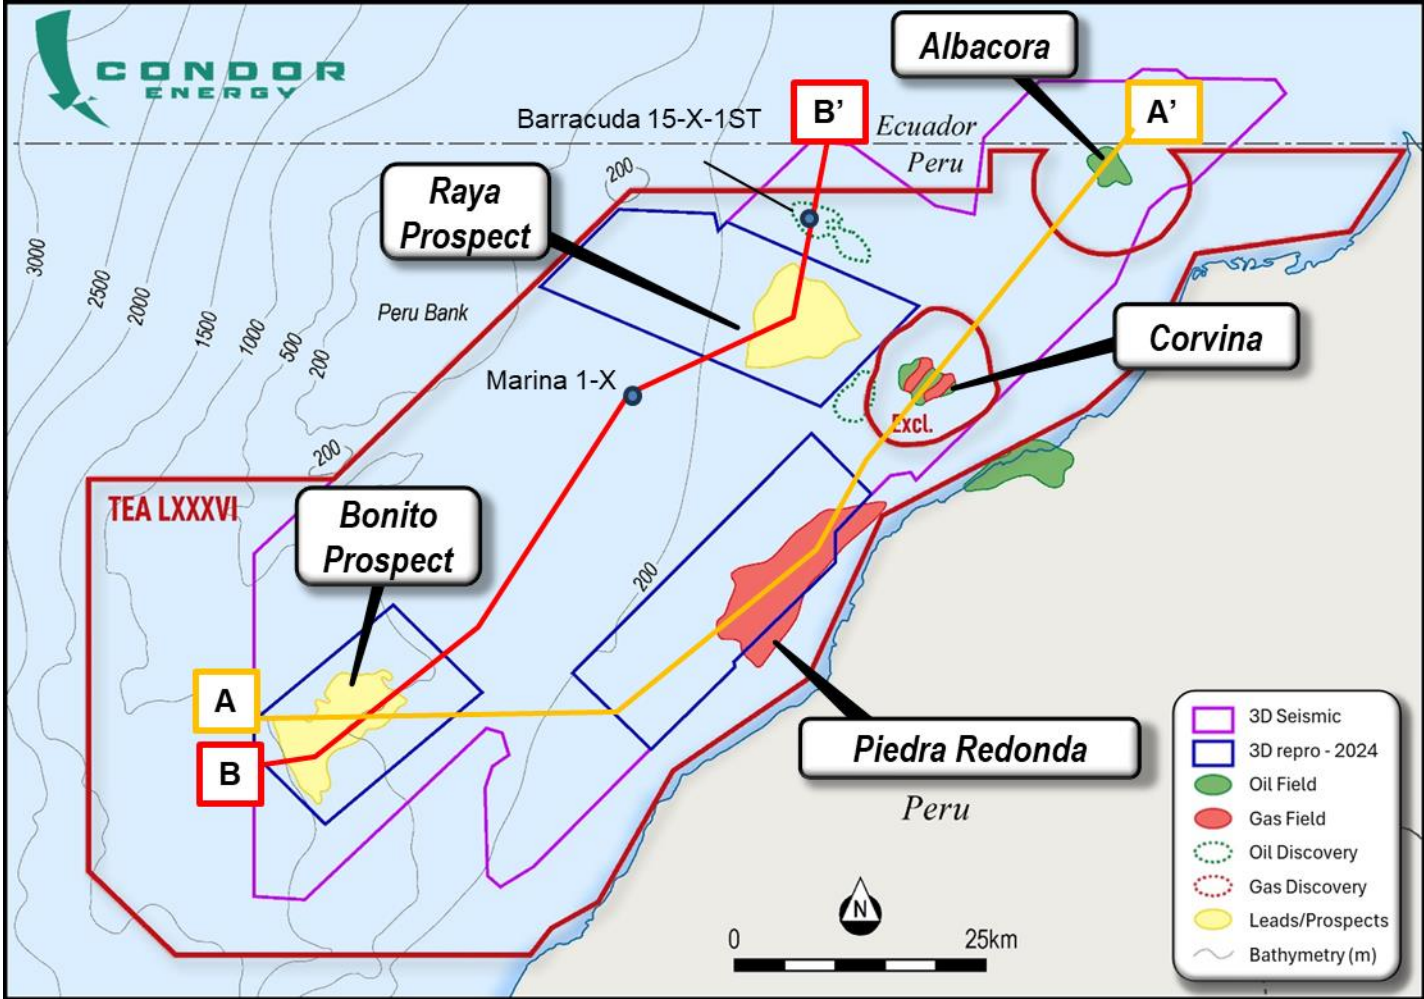 CONDOR
ENERGY
Albacora
Barracuda 15-X-1ST
B’
A’
Ecuador
Peru
200
Raya
Prospect
3000
2500
2000
1500
1000
500
200
Peru Bank
Corvina
Marina 1-X
Excl.
200
TEA LXXXVI
Bonito
Prospect
200
A
B
Piedra Redonda
Peru
N
0
25km
3D Seismic
3D repro - 2024
Oil Field
Gas Field
Oil Discovery
Gas Discovery
Leads/Prospects
Bathymetry (m)